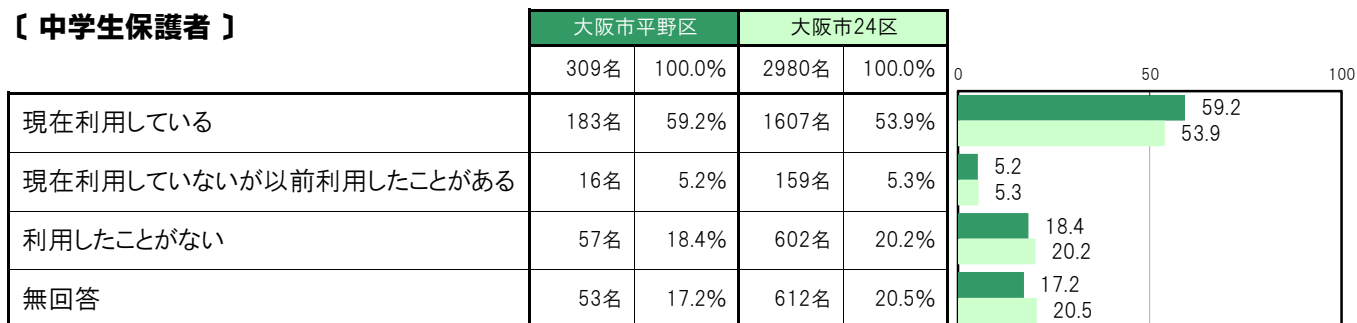 〔 中学生保護者 〕
大阪市平野区 大阪市24区
309名 100.0% 2980名 100.0%
0 50 100
現在利用している 183名 59.2% 1607名 53.9%
59.2
53.9
現在利用していないが以前利用したことがある 16名 5.2% 159名 5.3%
5.2
5.3
利用したことがない 57名 18.4% 602名 20.2%
18.4
20.2
無回答 53名 17.2% 612名 20.5%
17.2
20.5